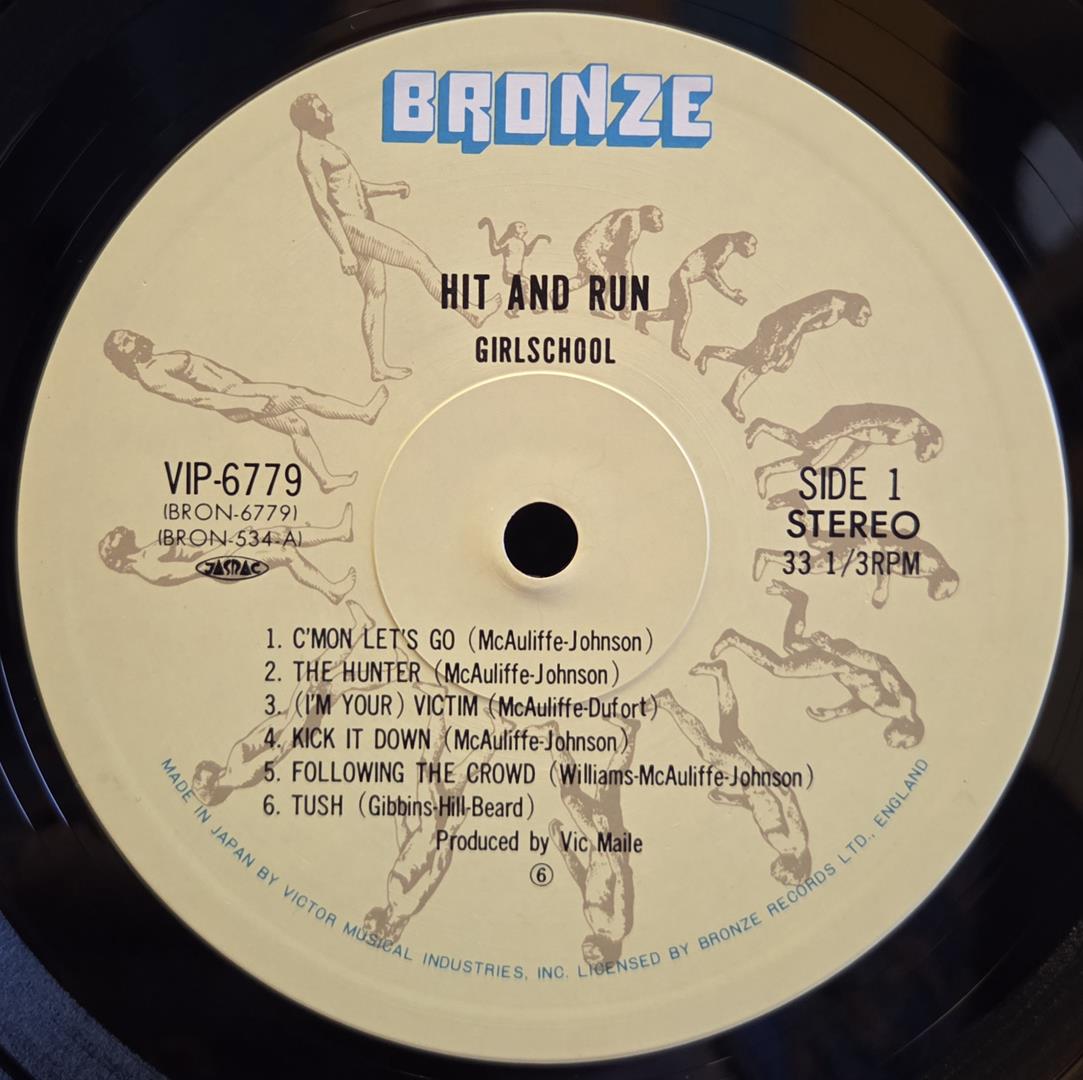 BRONZE
HIT AND RUN
GIRLSCHOOL
VIP-6779
(BRON-6779)
(BRON-534-A)
JASRAC
SIDE 1
STEREO
33 1/3RPM
1. C'MON LET'S GO (McAuliffe-Johnson)
2. THE HUNTER (McAuliffe-Johnson)
3. (I'M YOUR) VICTIM (McAuliffe-Dufort)
4. KICK IT DOWN (McAuliffe-Johnson)
5. FOLLOWING THE CROWD (Williams-McAuliffe-Johnson)
6. TUSH (Gibbins-Hill-Beard)
Produced by Vic Maile
⑥
MADE IN JAPAN BY VICTOR MUSICAL INDUSTRIES, INC. LICENSED BY BRONZE RECORDS LTD., ENGLAND